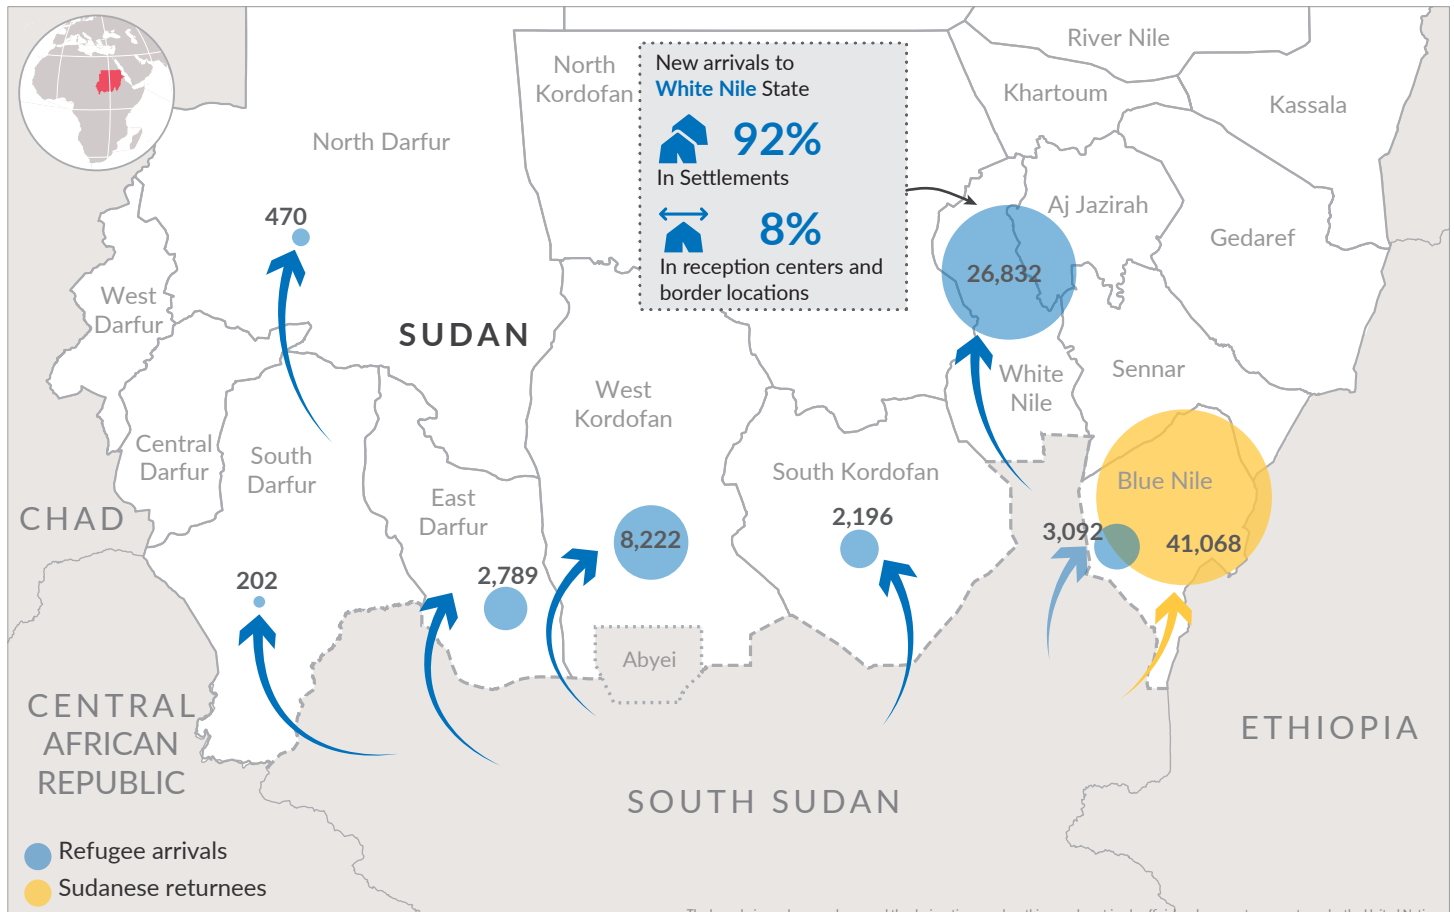 River Nile
North
Kordofan
New arrivals to
White Nile State
Khartoum
Kassala
North Darfur
92%
In Settlements
Aj Jazirah
470
8%
Gedaref
In reception centers and
border locations
26,832
West
Darfur
SUDAN
White
Nile
Sennar
West
Kordofan
Central
Darfur
South
Darfur
South Kordofan
Blue Nile
East
Darfur
CHAD
2,196
3,092
41,068
8,222
202
2,789
Abyei
CENTRAL
AFRICAN
REPUBLIC
ETHIOPIA
SOUTH SUDAN
Refugee arrivals
Sudanese returnees